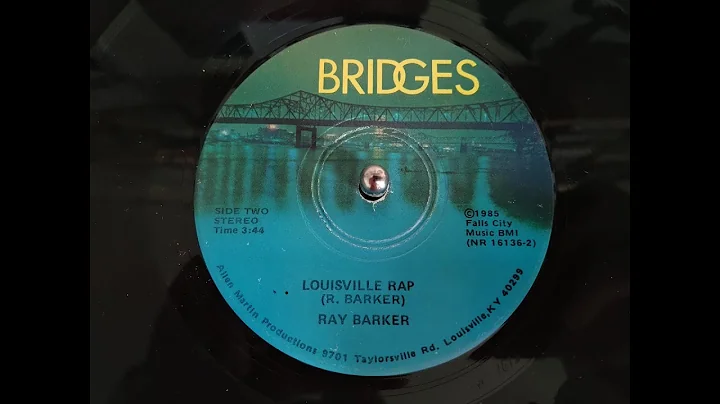 BRIDGES
SIDE TWO
STEREO
Time 3:44
©1985
Falls City
Music BMI
(NR 16136-2)
LOUISVILLE RAP
(R. BARKER)
RAY BARKER
Allen Martin Productions 9701 Taylorsville Rd. Louisville, KY 40299